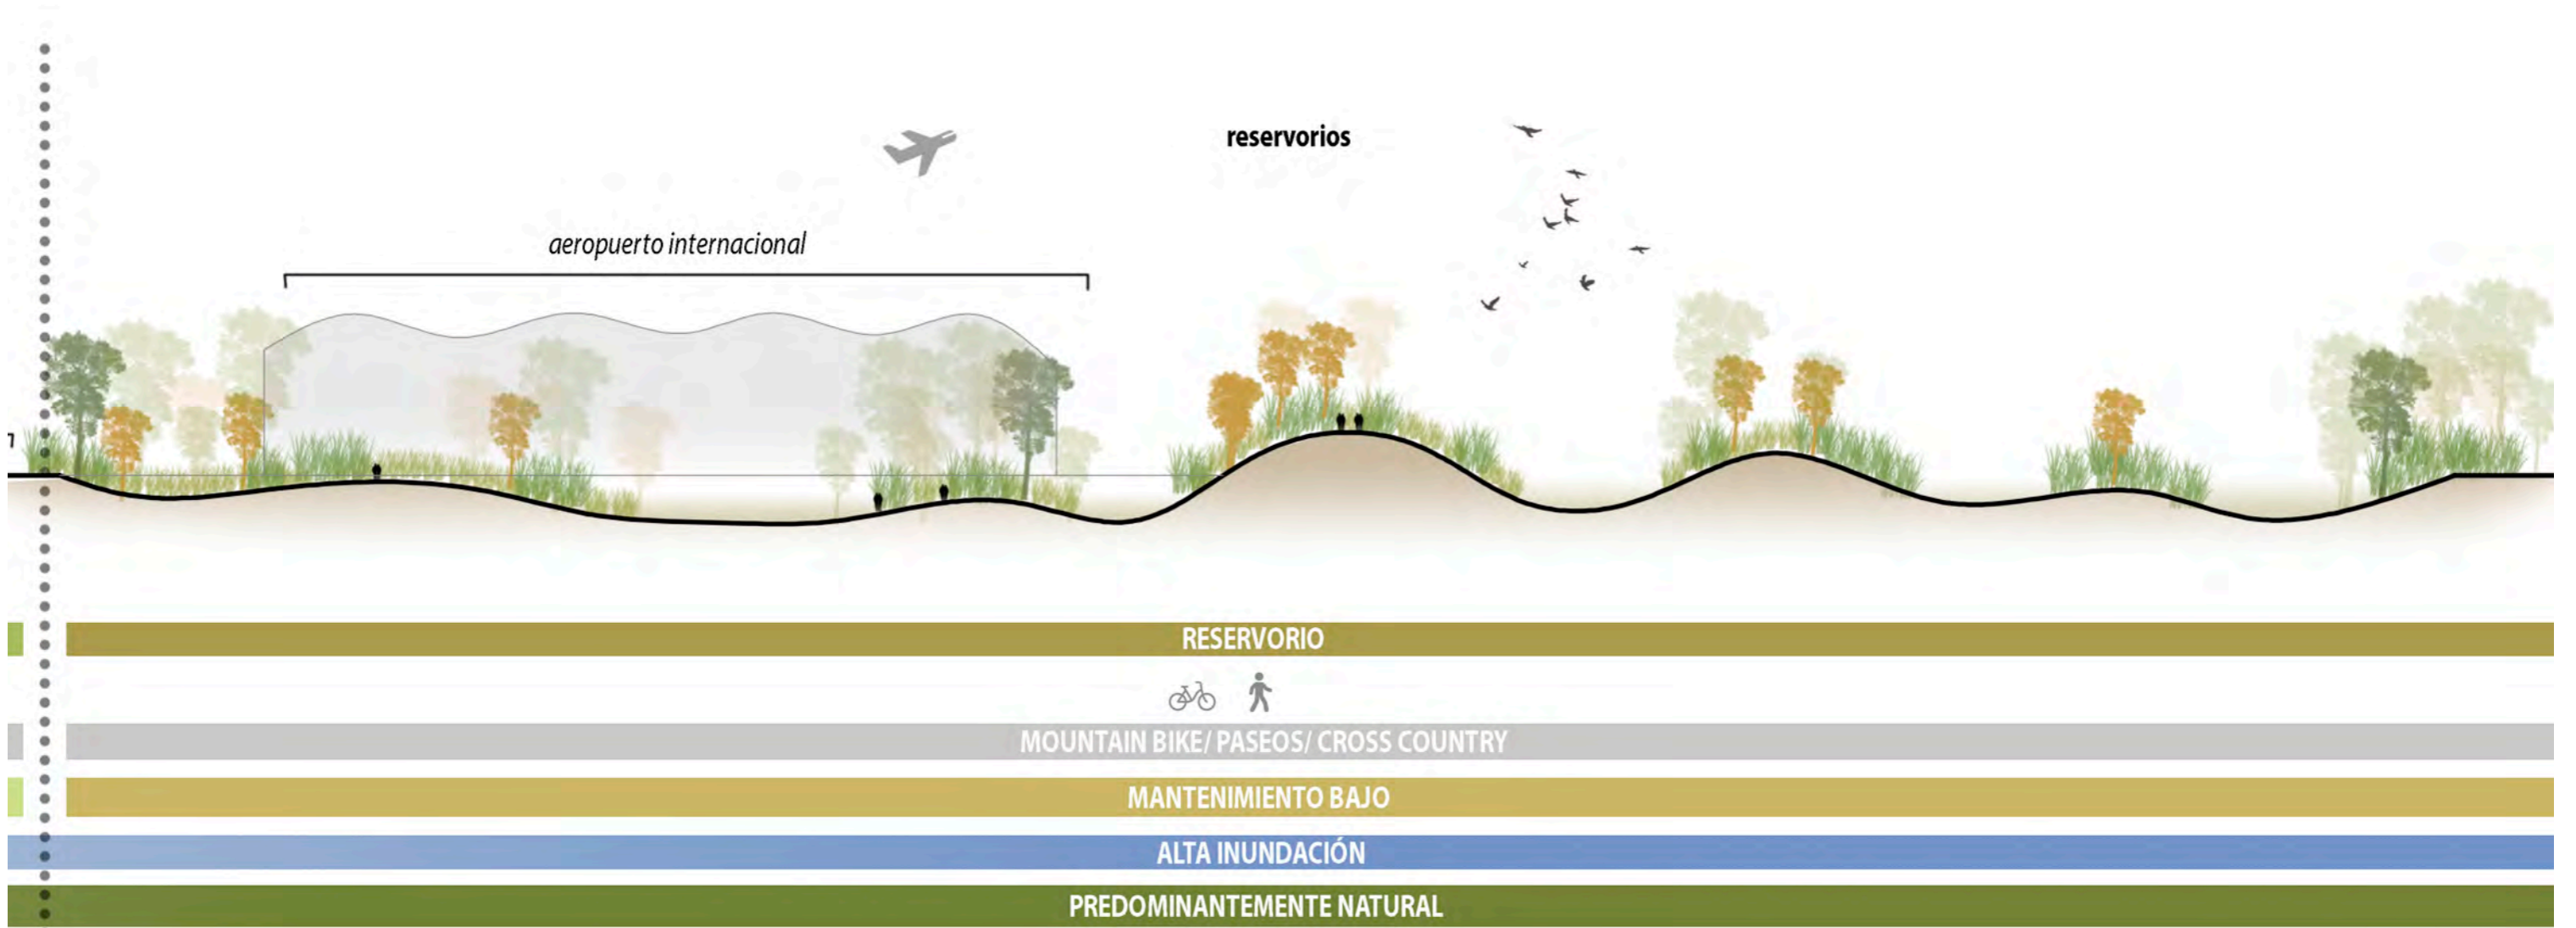 reservorios
aeropuerto internacional
RESERVORIO
MOUNTAIN BIKE/ PASEOS/ CROSS COUNTRY
MANTENIMIENTO BAJO
ALTA INUNDACIÓN
PREDOMINANTEMENTE NATURAL